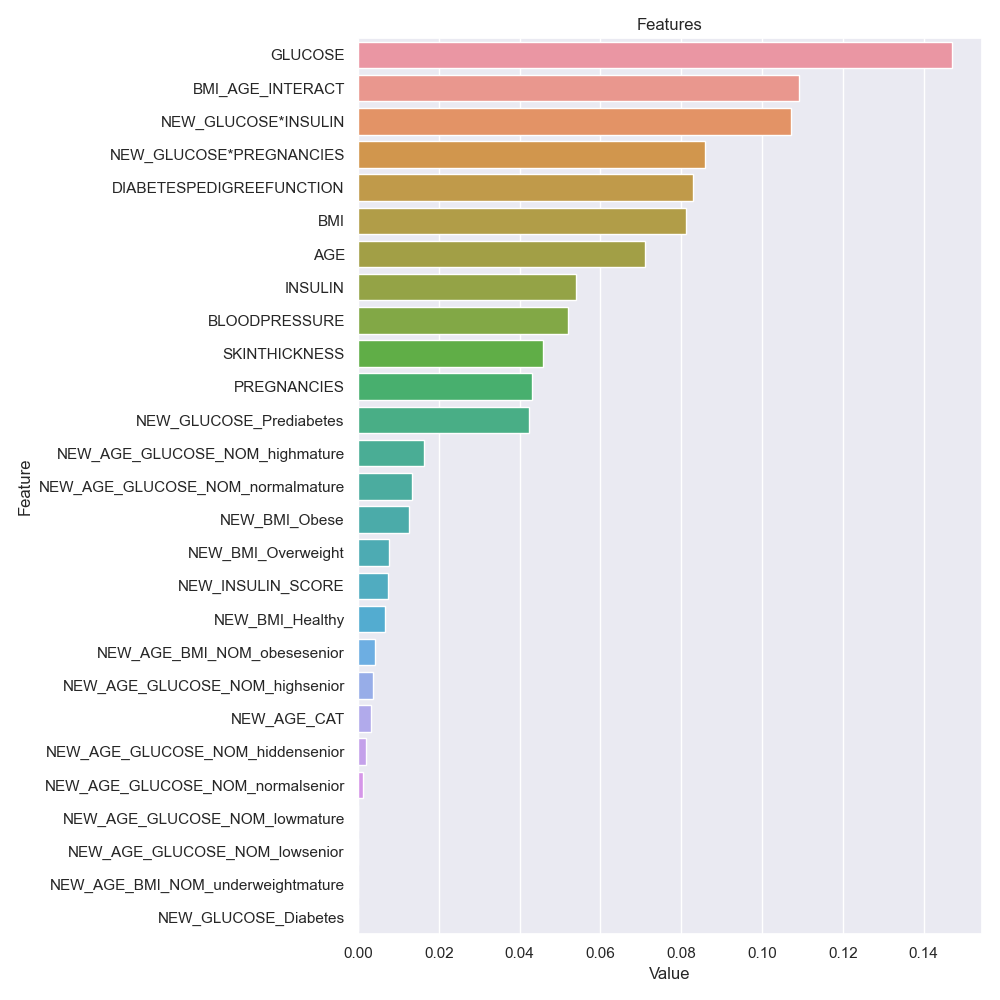 Features
GLUCOSE
BMI_AGE_INTERACT
NEW_GLUCOSE*INSULIN
NEW_GLUCOSE*PREGNANCIES
DIABETESPEDIGREEFUNCTION
BMI
AGE
INSULIN
BLOODPRESSURE
SKINTHICKNESS
PREGNANCIES
NEW_GLUCOSE_Prediabetes
NEW_AGE_GLUCOSE_NOM_highmature
NEW_AGE_GLUCOSE_NOM_normalmature
NEW_BMI_Obese
NEW_BMI_Overweight
NEW_INSULIN_SCORE
NEW_BMI_Healthy
NEW_AGE_BMI_NOM_obesesenior
NEW_AGE_GLUCOSE_NOM_highsenior
NEW_AGE_CAT
NEW_AGE_GLUCOSE_NOM_hiddensenior
NEW_AGE_GLUCOSE_NOM_normalsenior
NEW_AGE_GLUCOSE_NOM_lowmature
NEW_AGE_GLUCOSE_NOM_lowsenior
NEW_AGE_BMI_NOM_underweightmature
NEW_GLUCOSE_Diabetes
Feature
0.00 0.02 0.04 0.06 0.08 0.10 0.12 0.14
Value